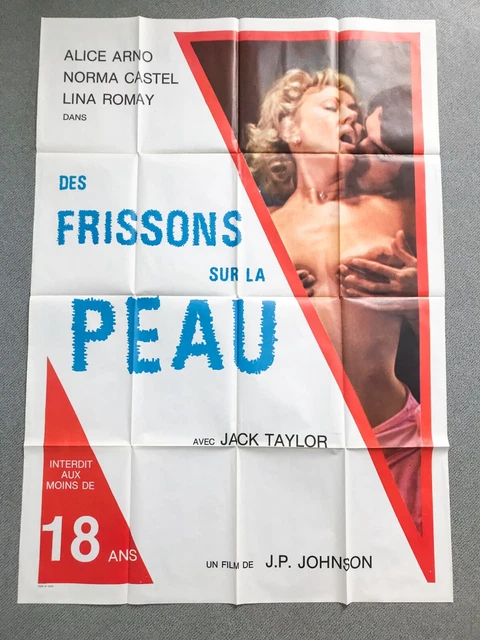 ALICE ARNO
NORMA CASTEL
LINA ROMAY
DANS
DES
FRISSONS
SUR LA
PEAU
AVEC JACK TAYLOR
INTERDIT
AUX
MOINS DE
18 ANS
UN FILM DE J.P. JOHNSON